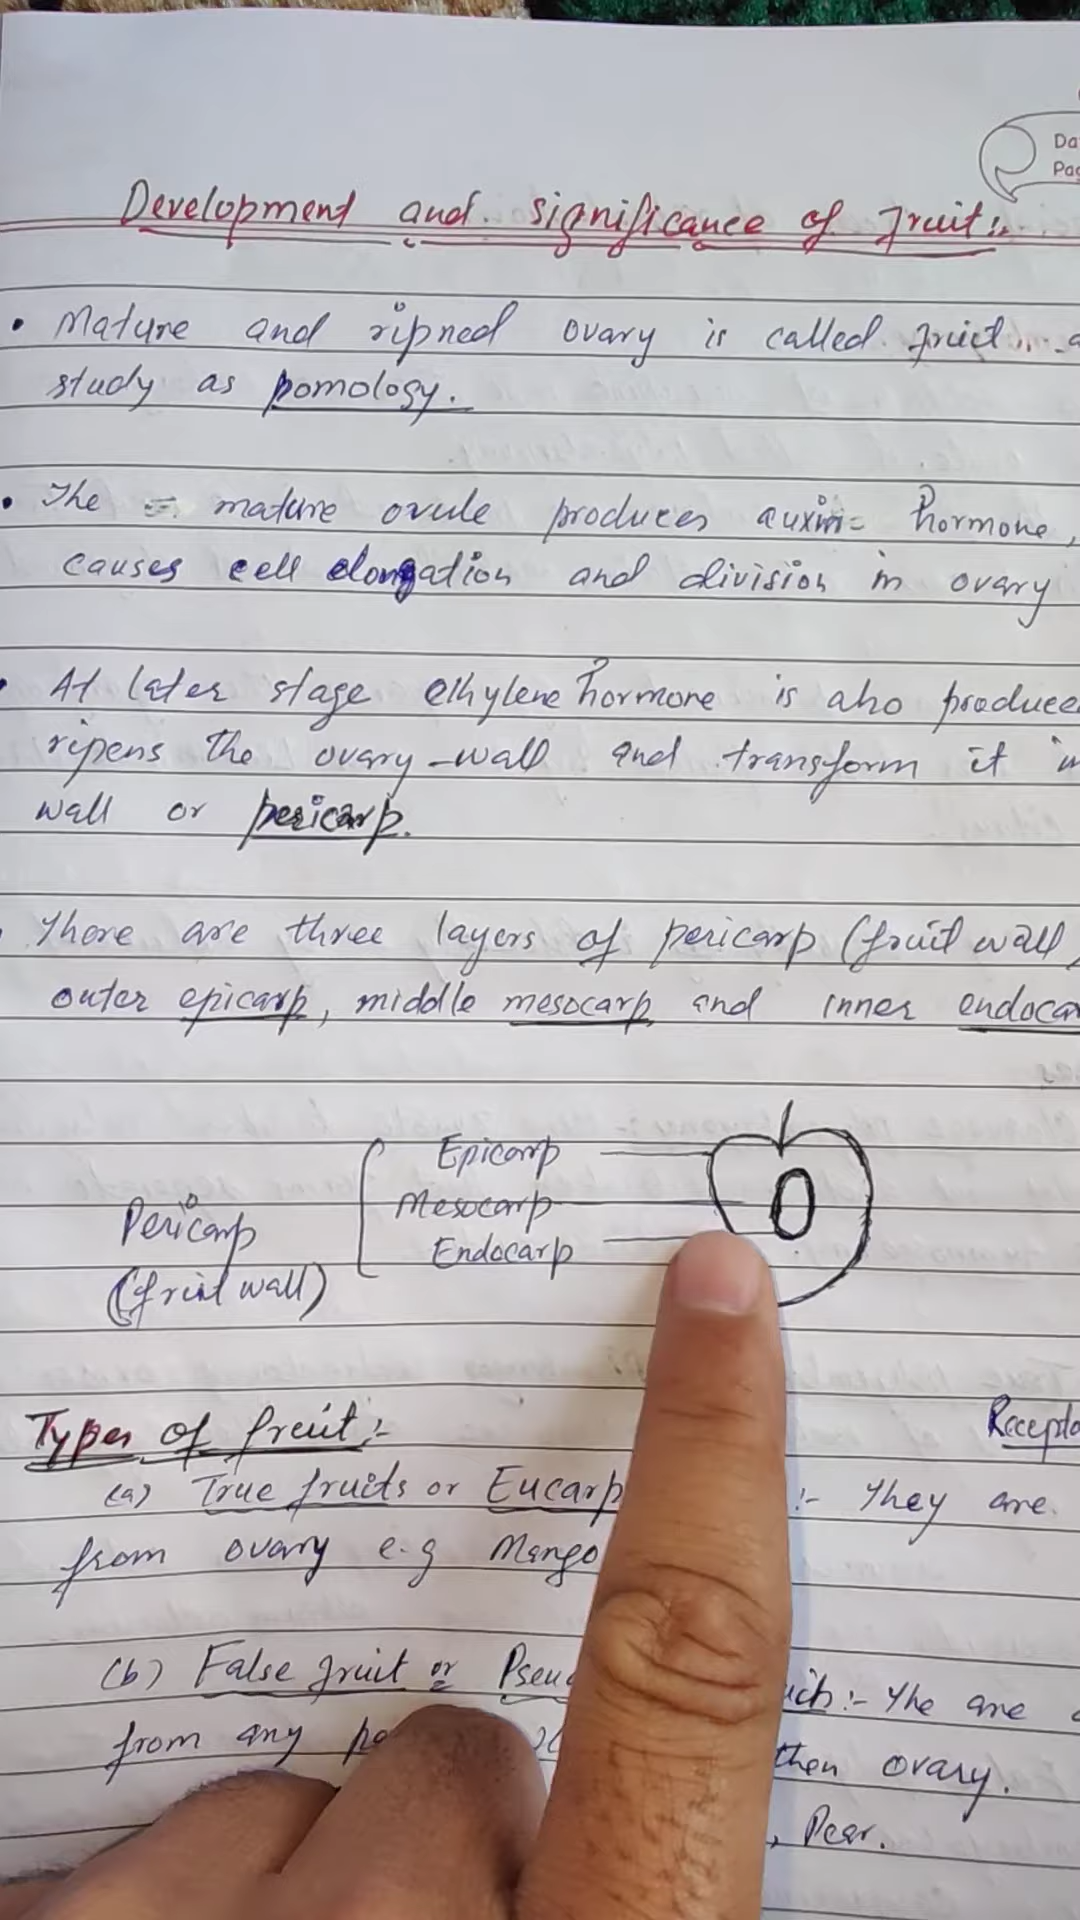 Da
Pag
Development and significance of fruit:-
• Mature and ripned ovary is called fruit
study as pomology.
• The mature ovule produces auxin hormone,
causes cell elongation and division in ovary
At later stage ethylene hormone is also produce
ripens the ovary-wall and transform it in
wall or pericarp.
There are three layers of pericarp (fruit wall)
outer epicarp, middle mesocarp and inner endocar
Epicarp
Mesocarp
Endocarp
Pericarp
(fruit wall)
Types of fruit:-
Recepta
(a) True fruits or Eucarp :- They are
from ovary e.g Mango
(b) False fruit or Pseu :- The are
from any then ovary.
, Pear.